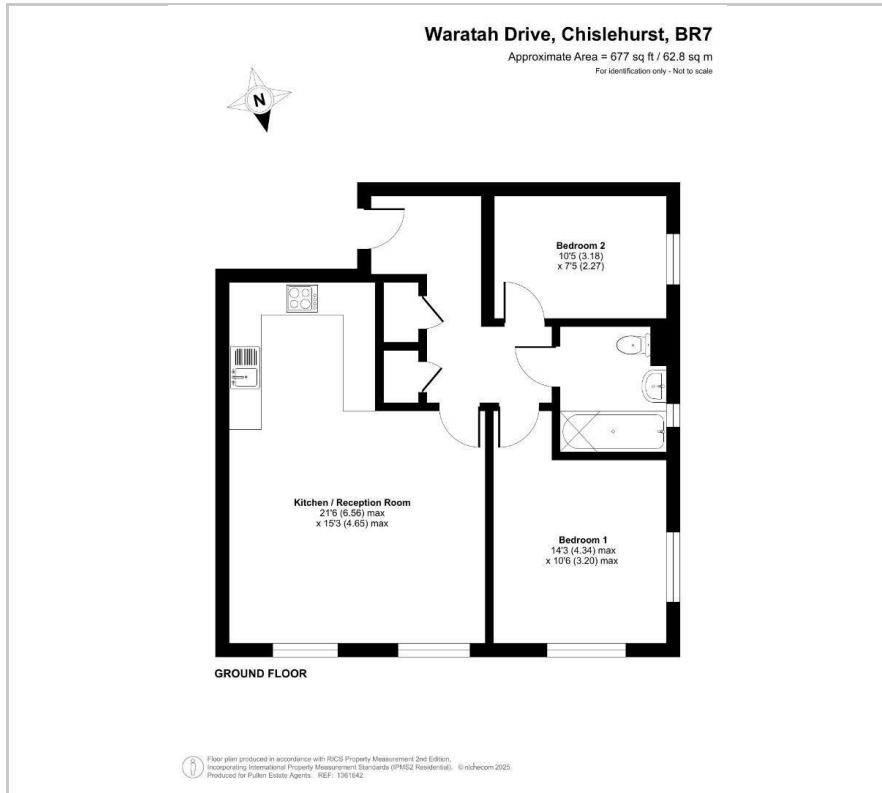 Waratah Drive, Chislehurst, BR7
Approximate Area = 677 sq ft / 62.8 sq m
For identification only - Not to scale
N
Bedroom 2
10'5 (3.18)
x 7'5 (2.27)
Kitchen / Reception Room
21'6 (6.56) max
x 15'3 (4.65) max
Bedroom 1
14'3 (4.34) max
x 10'6 (3.20) max
GROUND FLOOR
Floor plan produced in accordance with RICS Property Measurement 2nd Edition,
Incorporating International Property Measurement Standards (IPMS2 Residential). © nichecom 2025.
Produced for Pullen Estate Agents. REF: 1361642